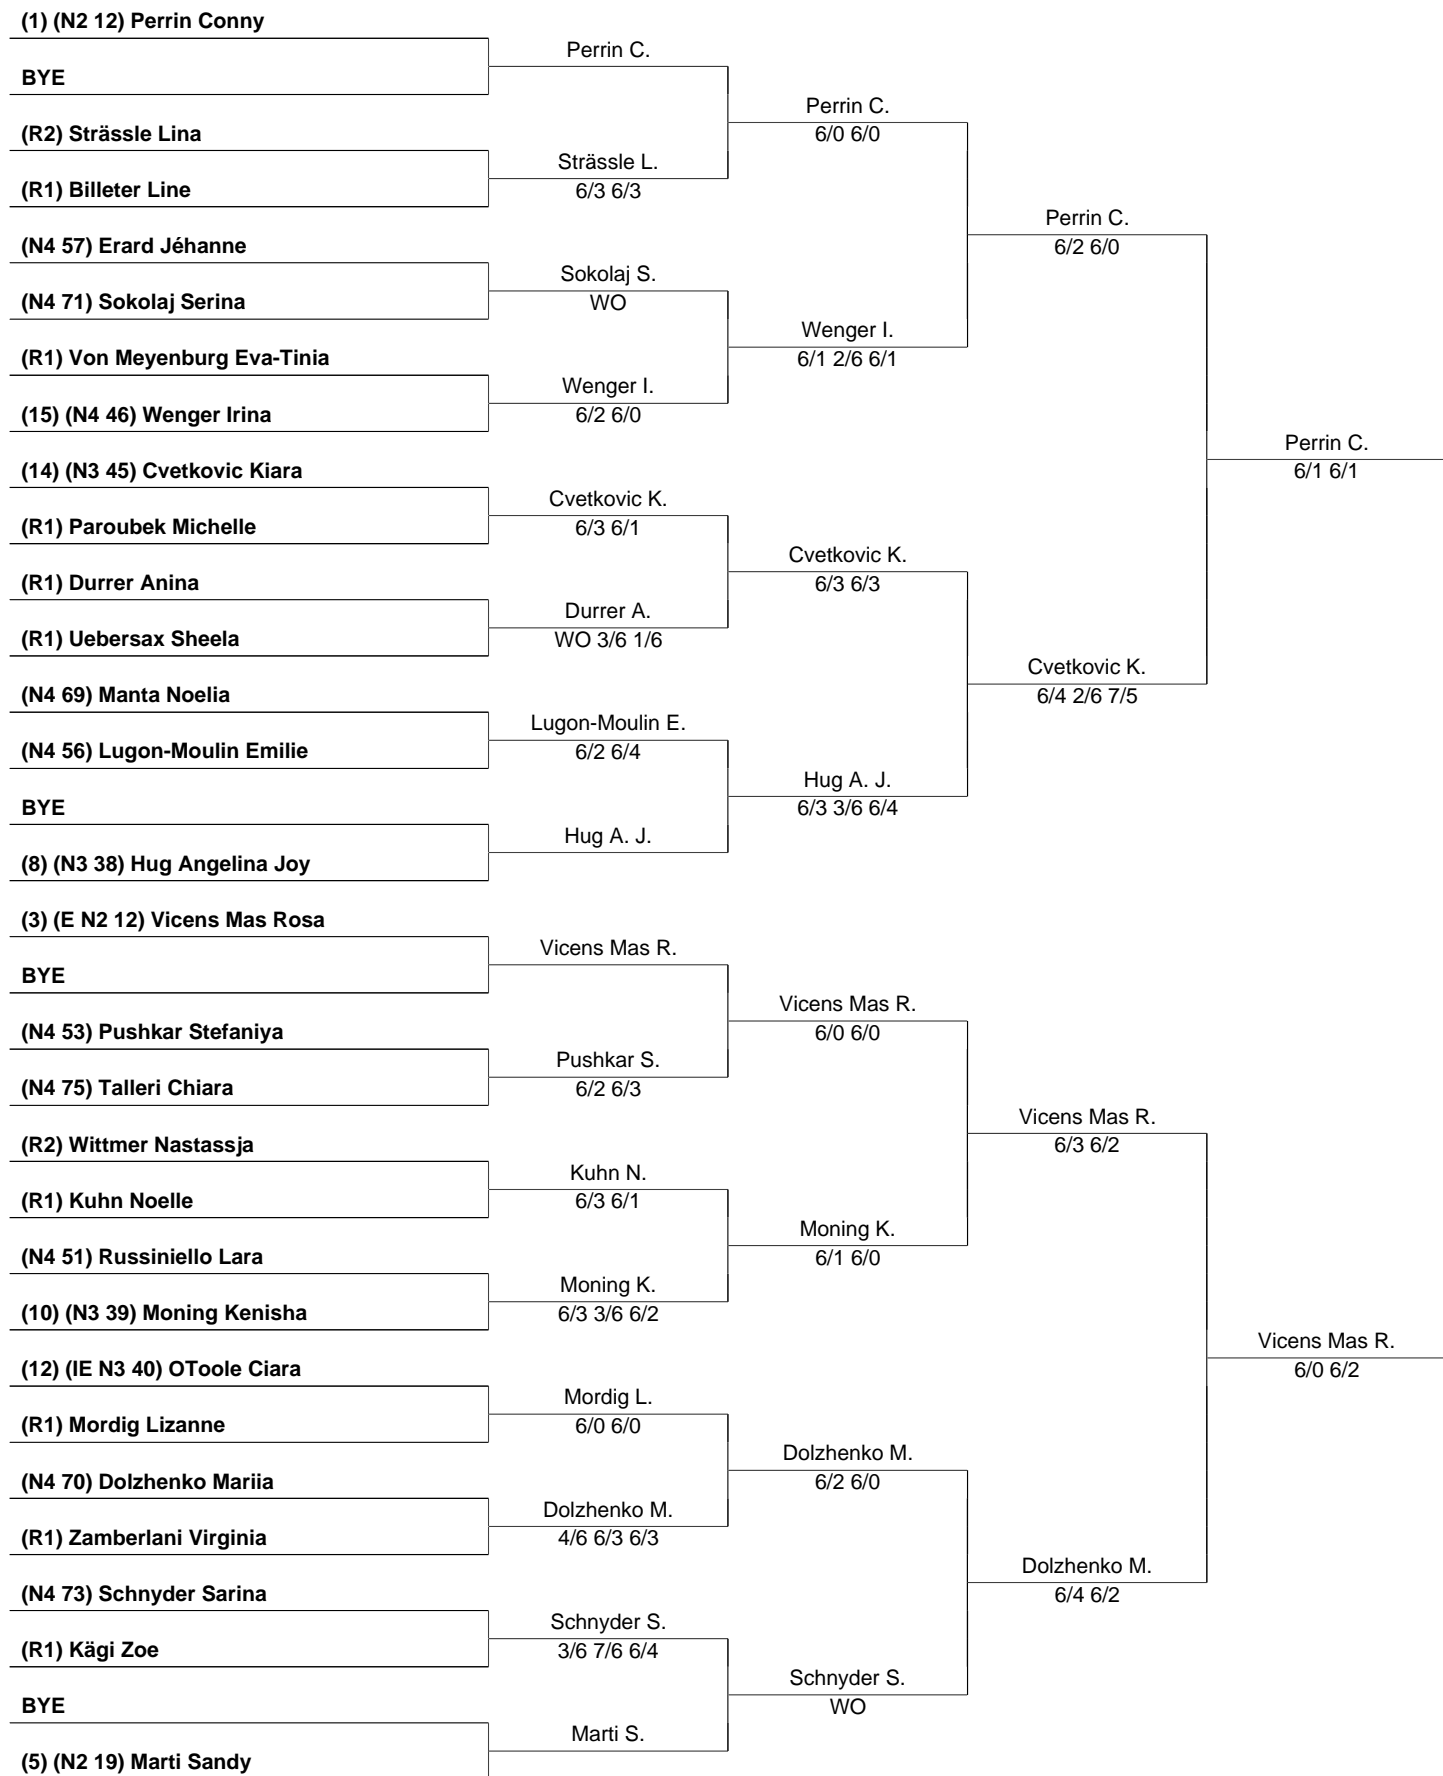 (1) (N2 12) Perrin Conny
Perrin C.
BYE
Perrin C.
6/0 6/0
(R2) Strässle Lina
Strässle L.
6/3 6/3
(R1) Billeter Line
Perrin C.
6/2 6/0
(N4 57) Erard Jéhanne
Sokolaj S.
WO
(N4 71) Sokolaj Serina
Wenger I.
6/1 2/6 6/1
(R1) Von Meyenburg Eva-Tinia
Wenger I.
6/2 6/0
(15) (N4 46) Wenger Irina
Perrin C.
6/1 6/1
(14) (N3 45) Cvetkovic Kiara
Cvetkovic K.
6/3 6/1
(R1) Paroubek Michelle
Cvetkovic K.
6/3 6/3
(R1) Durrer Anina
Durrer A.
WO 3/6 1/6
(R1) Uebersax Sheela
Cvetkovic K.
6/4 2/6 7/5
(N4 69) Manta Noelia
Lugon-Moulin E.
6/2 6/4
(N4 56) Lugon-Moulin Emilie
Hug A. J.
6/3 3/6 6/4
BYE
Hug A. J.
(8) (N3 38) Hug Angelina Joy
(3) (E N2 12) Vicens Mas Rosa
Vicens Mas R.
BYE
Vicens Mas R.
6/0 6/0
(N4 53) Pushkar Stefaniya
Pushkar S.
6/2 6/3
(N4 75) Talleri Chiara
Vicens Mas R.
6/3 6/2
(R2) Wittmer Nastassja
Kuhn N.
6/3 6/1
(R1) Kuhn Noelle
Moning K.
6/1 6/0
(N4 51) Russiniello Lara
Moning K.
6/3 3/6 6/2
(10) (N3 39) Moning Kenisha
Vicens Mas R.
6/0 6/2
(12) (IE N3 40) OToole Ciara
Mordig L.
6/0 6/0
(R1) Mordig Lizanne
Dolzhenko M.
6/2 6/0
(N4 70) Dolzhenko Mariia
Dolzhenko M.
4/6 6/3 6/3
(R1) Zamberlani Virginia
Dolzhenko M.
6/4 6/2
(N4 73) Schnyder Sarina
Schnyder S.
3/6 7/6 6/4
(R1) Kägi Zoe
Schnyder S.
WO
BYE
Marti S.
(5) (N2 19) Marti Sandy